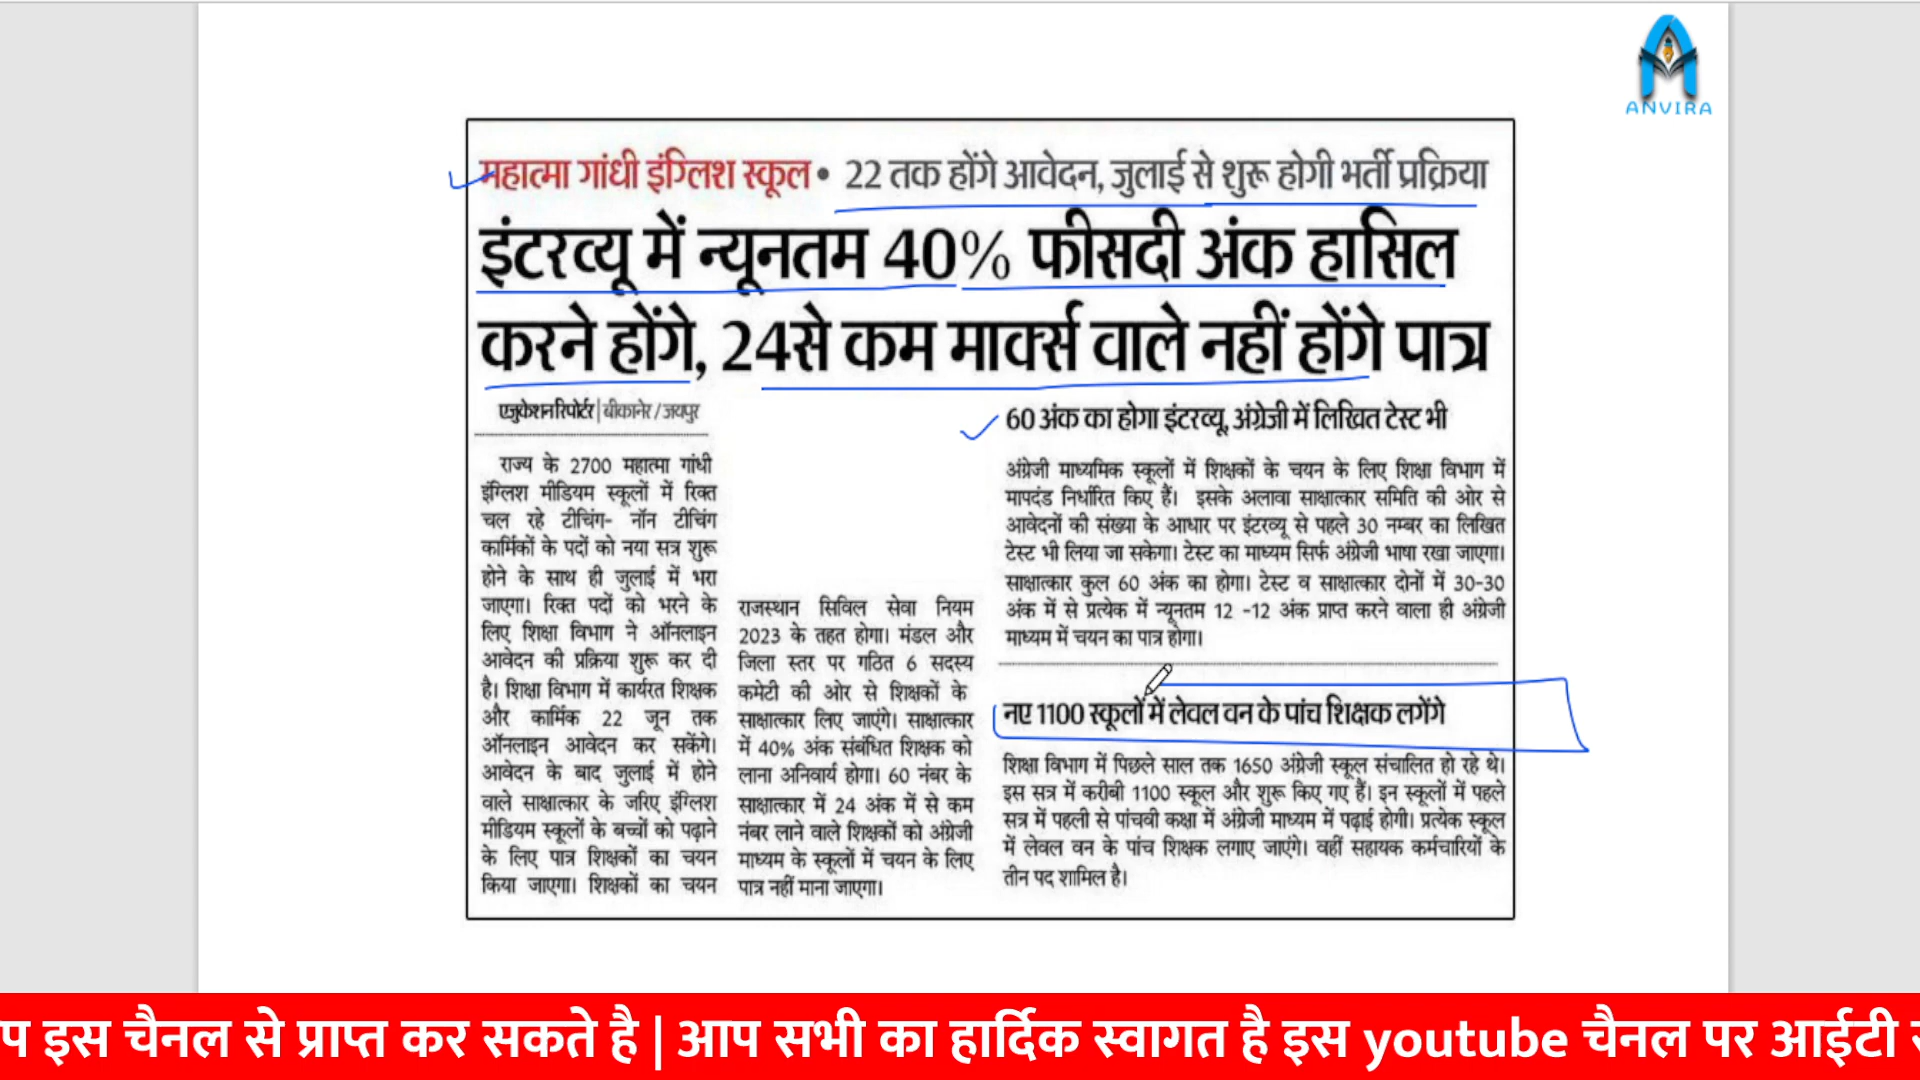 ANVIRA
महात्मा गांधी इंग्लिश स्कूल • 22 तक होंगे आवेदन, जुलाई से शुरू होगी भर्ती प्रक्रिया
इंटरव्यू में न्यूनतम 40% फीसदी अंक हासिल
करने होंगे, 24से कम मार्क्स वाले नहीं होंगे पात्र
एजुकेशन रिपोर्टर | बीकानेर / जयपुर
राज्य के 2700 महात्मा गांधी
इंग्लिश मीडियम स्कूलों में रिक्त
चल रहे टीचिंग- नॉन टीचिंग
कार्मिकों के पदों को नया सत्र शुरू
होने के साथ ही जुलाई में भरा
जाएगा। रिक्त पदों को भरने के
लिए शिक्षा विभाग ने ऑनलाइन
आवेदन की प्रक्रिया शुरू कर दी
है। शिक्षा विभाग में कार्यरत शिक्षक
और कार्मिक 22 जून तक
ऑनलाइन आवेदन कर सकेंगे।
आवेदन के बाद जुलाई में होने
वाले साक्षात्कार के जरिए इंग्लिश
मीडियम स्कूलों के बच्चों को पढ़ाने
के लिए पात्र शिक्षकों का चयन
किया जाएगा। शिक्षकों का चयन
राजस्थान सिविल सेवा नियम
2023 के तहत होगा। मंडल और
जिला स्तर पर गठित 6 सदस्य
कमेटी की ओर से शिक्षकों के
साक्षात्कार लिए जाएंगे। साक्षात्कार
में 40% अंक संबंधित शिक्षक को
लाना अनिवार्य होगा। 60 नंबर के
साक्षात्कार में 24 अंक में से कम
नंबर लाने वाले शिक्षकों को अंग्रेजी
माध्यम के स्कूलों में चयन के लिए
पात्र नहीं माना जाएगा।
60 अंक का होगा इंटरव्यू, अंग्रेजी में लिखित टेस्ट भी
अंग्रेजी माध्यमिक स्कूलों में शिक्षकों के चयन के लिए शिक्षा विभाग में
मापदंड निर्धारित किए हैं। इसके अलावा साक्षात्कार समिति की ओर से
आवेदनों की संख्या के आधार पर इंटरव्यू से पहले 30 नम्बर का लिखित
टेस्ट भी लिया जा सकेगा। टेस्ट का माध्यम सिर्फ अंग्रेजी भाषा रखा जाएगा।
साक्षात्कार कुल 60 अंक का होगा। टेस्ट व साक्षात्कार दोनों में 30-30
अंक में से प्रत्येक में न्यूनतम 12 -12 अंक प्राप्त करने वाला ही अंग्रेजी
माध्यम में चयन का पात्र होगा।
नए 1100 स्कूलों में लेवल वन के पांच शिक्षक लगेंगे
शिक्षा विभाग में पिछले साल तक 1650 अंग्रेजी स्कूल संचालित हो रहे थे।
इस सत्र में करीबी 1100 स्कूल और शुरू किए गए हैं। इन स्कूलों में पहले
सत्र में पहली से पांचवी कक्षा में अंग्रेजी माध्यम में पढ़ाई होगी। प्रत्येक स्कूल
में लेवल वन के पांच शिक्षक लगाए जाएंगे। वहीं सहायक कर्मचारियों के
तीन पद शामिल है।
प इस चैनल से प्राप्त कर सकते है | आप सभी का हार्दिक स्वागत है इस youtube चैनल पर आईटी